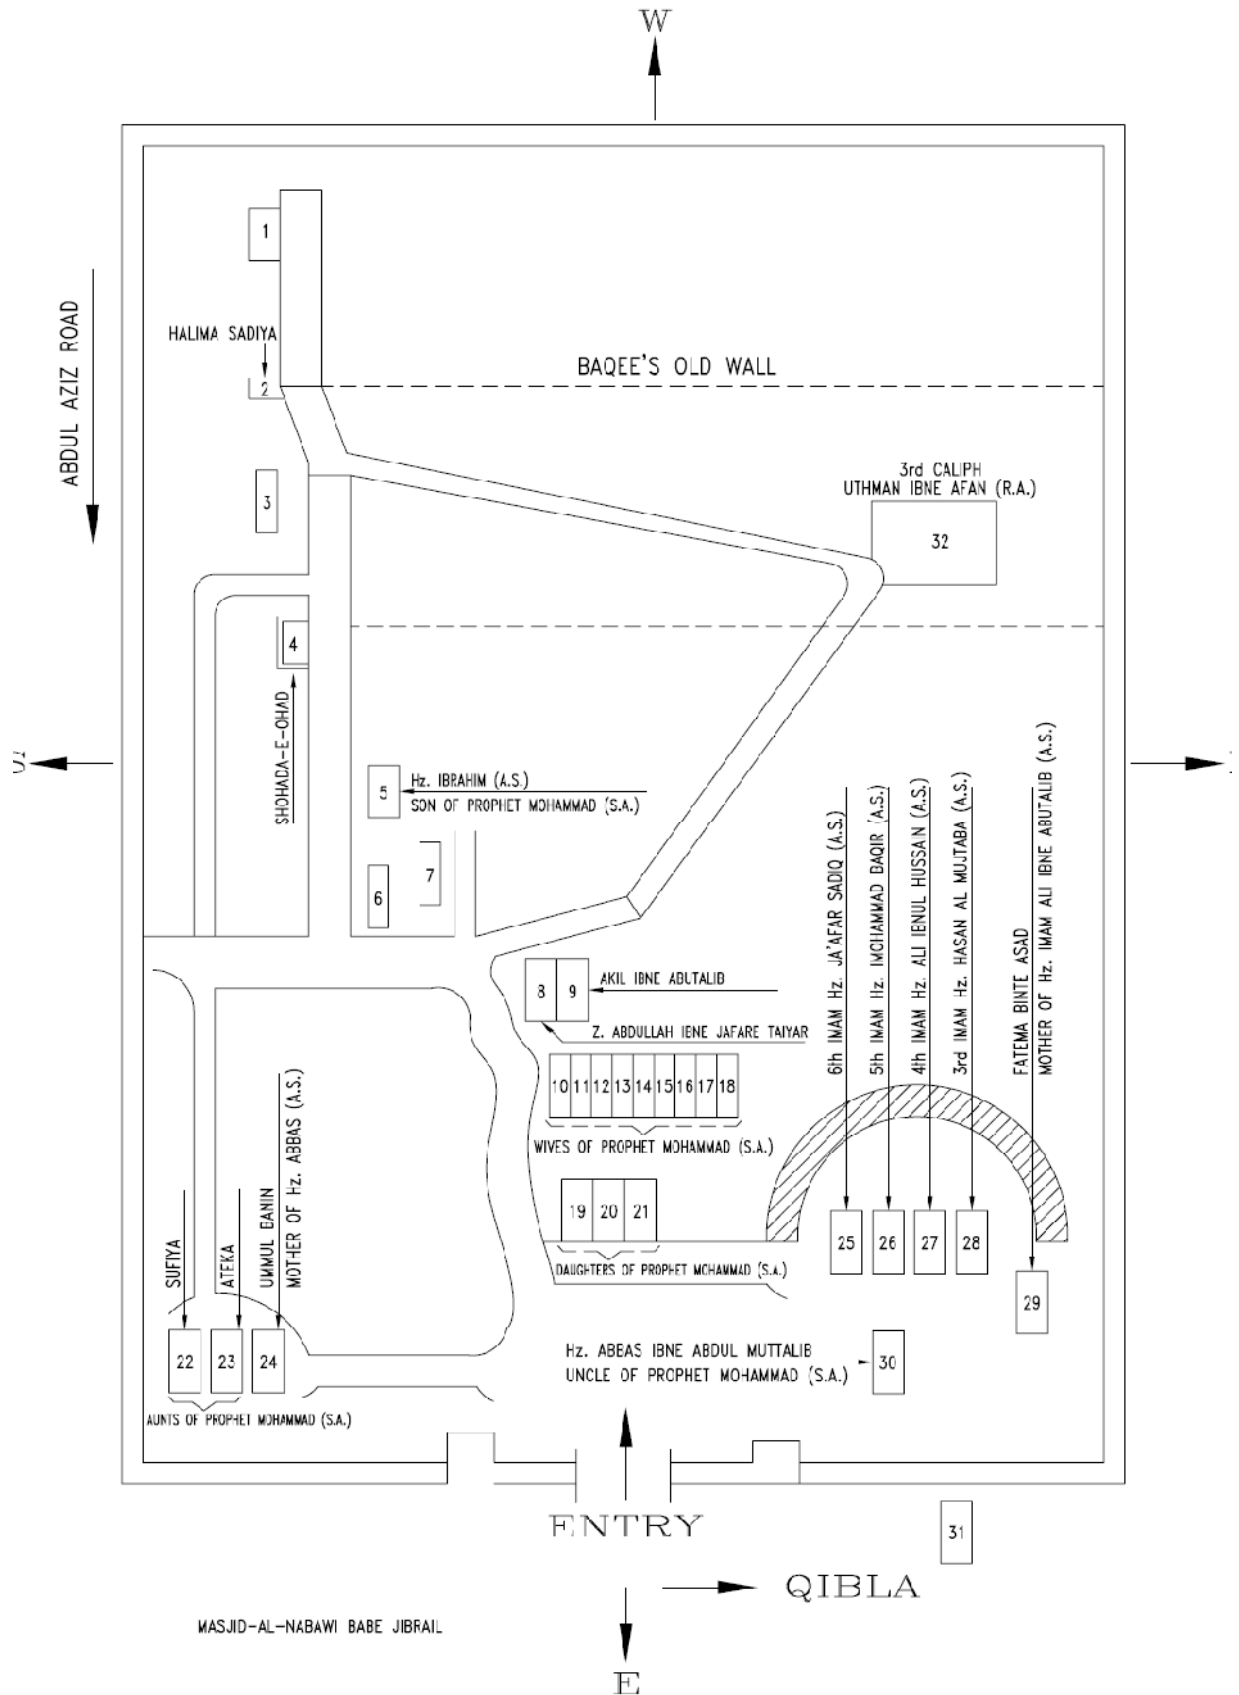 W
1
HALIMA SADIYA
ABDUL AZIZ ROAD
2
BAQEE'S OLD WALL
3
3rd CALIPH
UTHMAN IBNE AFAN (R.A.)
32
4
SHOHADA-E-OHAD
5
Hz. IBRAHIM (A.S.)
SON OF PROPHET MOHAMMAD (S.A.)
6
7
8
9
AKIL IBNE ABUTALIB
Z. ABDULLAH IBNE JAFARE TAIYAR
10 11 12 13 14 15 16 17 18
WIVES OF PROPHET MOHAMMAD (S.A.)
6th IMAM Hz. JA'AFAR SADIQ (A.S.)
5th IMAM Hz. IMOHAMMAD BAQIR (A.S.)
4th IMAM Hz. ALI IBNUL HUSSAIN (A.S.)
3rd IMAM Hz. HASAN AL MUJTABA (A.S.)
FATEMA BINTE ASAD
MOTHER OF Hz. IMAM ALI IBNE ABUTALIB (A.S.)
19 20 21
DAUGHTERS OF PROPHET MOHAMMAD (S.A.)
25 26 27 28
29
SUFIYA
ATEKA
UMMUL BANIN
MOTHER OF Hz. ABBAS (A.S.)
22 23 24
AUNTS OF PROPHET MOHAMMAD (S.A.)
Hz. ABBAS IBNE ABDUL MUTTALIB
UNCLE OF PROPHET MOHAMMAD (S.A.)
30
ENTRY
31
QIBLA
MASJID-AL-NABAWI BABE JIBRAIL
E